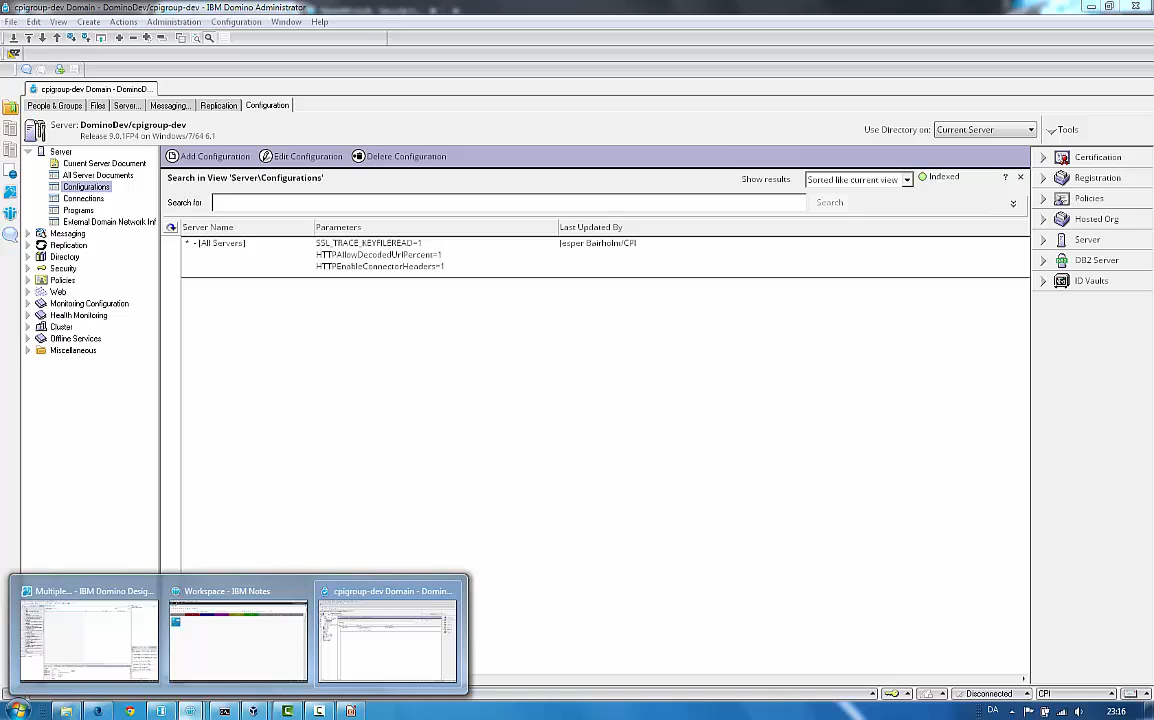 cpigroup-dev Domain - DominoDev/cpigroup-dev - IBM Domino Administrator
File Edit View Create Actions Administration Configuration Window Help
cpigroup-dev Domain - DominoD...
People & Groups Files Server... Messaging... Replication Configuration
Server: DominoDev/cpigroup-dev
Release 9.0.1FP4 on Windows/7/64 6.1
Use Directory on: Current Server Tools
Server
Current Server Document
All Server Documents
Configurations
Connections
Programs
External Domain Network Inf
Messaging
Replication
Directory
Security
Policies
Web
Monitoring Configuration
Health Monitoring
Cluster
Offline Services
Miscellaneous
Add Configuration Edit Configuration Delete Configuration
Search in View 'Server\Configurations' Show results Sorted like current view Indexed ?
Search for Search
Server Name Parameters Last Updated By
* - [All Servers] SSL_TRACE_KEYFILEREAD=1 Jesper Bairholm/CPI
HTTPAllowDecodedUrlPercent=1
HTTPEnableConnectorHeaders=1
Certification
Registration
Policies
Hosted Org
Server
DB2 Server
ID Vaults
Multiple... - IBM Domino Desig... Workspace - IBM Notes cpigroup-dev Domain - Domin...
Disconnected CPI
DA 23:16